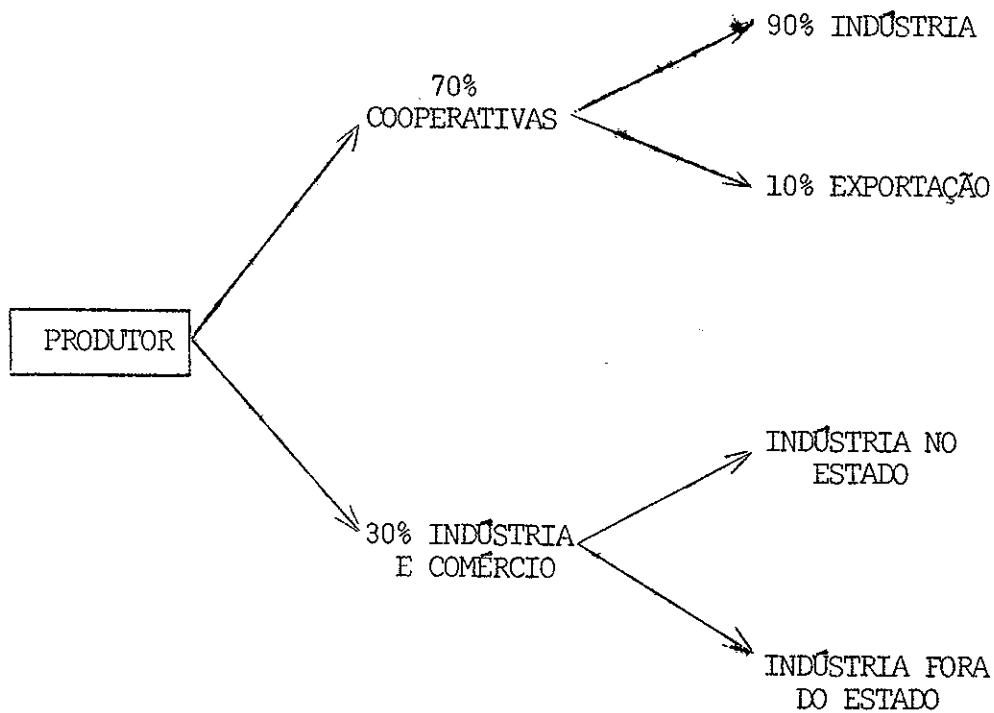 90% INDÚSTRIA
70%
COOPERATIVAS
10% EXPORTAÇÃO
PRODUTOR
INDÚSTRIA NO
ESTADO
30% INDÚSTRIA
E COMÉRCIO
INDÚSTRIA FORA
DO ESTADO